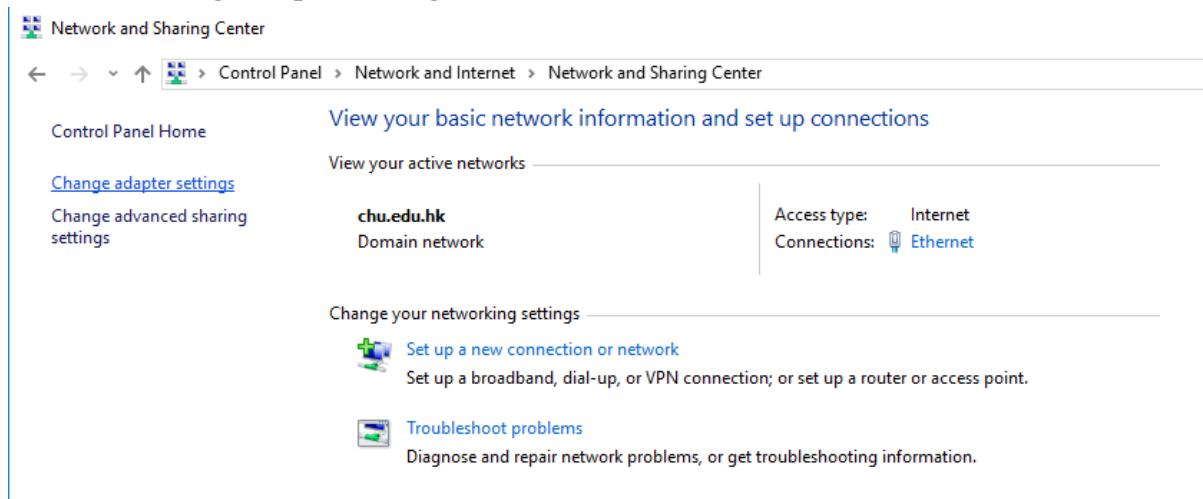 Network and Sharing Center
Control Panel > Network and Internet > Network and Sharing Center
Control Panel Home
Change adapter settings
Change advanced sharing
settings
View your basic network information and set up connections
View your active networks
chu.edu.hk
Domain network
Access type: Internet
Connections: Ethernet
Change your networking settings
Set up a new connection or network
Set up a broadband, dial-up, or VPN connection; or set up a router or access point.
Troubleshoot problems
Diagnose and repair network problems, or get troubleshooting information.